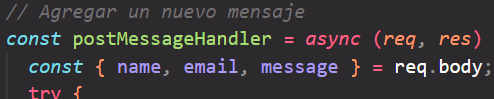 // Agregar un nuevo mensaje
const postMessageHandler = async (req, res)
const { name, email, message } = req.body;
try {